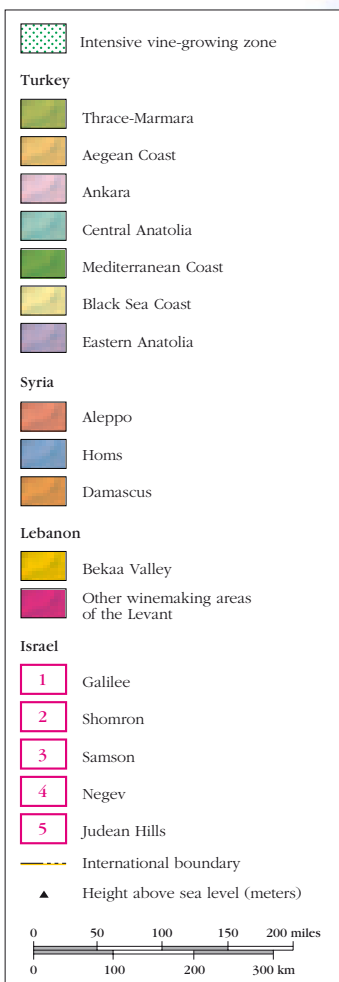 Intensive vine-growing zone
Turkey
Thrace-Marmara
Aegean Coast
Ankara
Central Anatolia
Mediterranean Coast
Black Sea Coast
Eastern Anatolia
Syria
Aleppo
Homs
Damascus
Lebanon
Bekaa Valley
Other winemaking areas
of the Levant
Israel
1 Galilee
2 Shomron
3 Samson
4 Negev
5 Judean Hills
International boundary
Height above sea level (meters)
0 50 100 150 200 miles
0 100 200 300 km